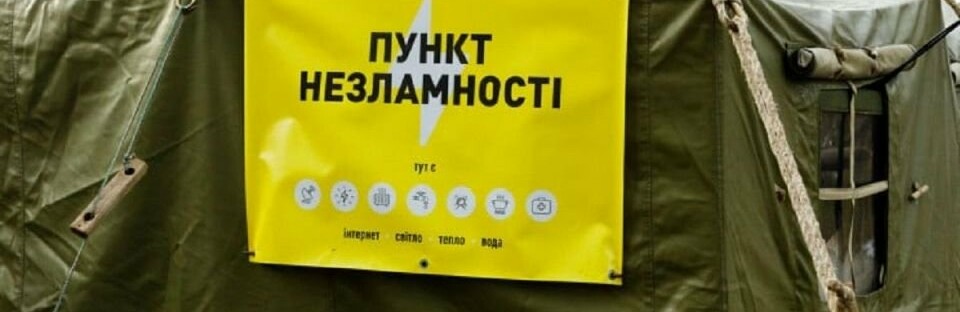 ПУНКТ
НЕЗЛАМНОСТІ
тут є
інтернет · світло · тепло · вода